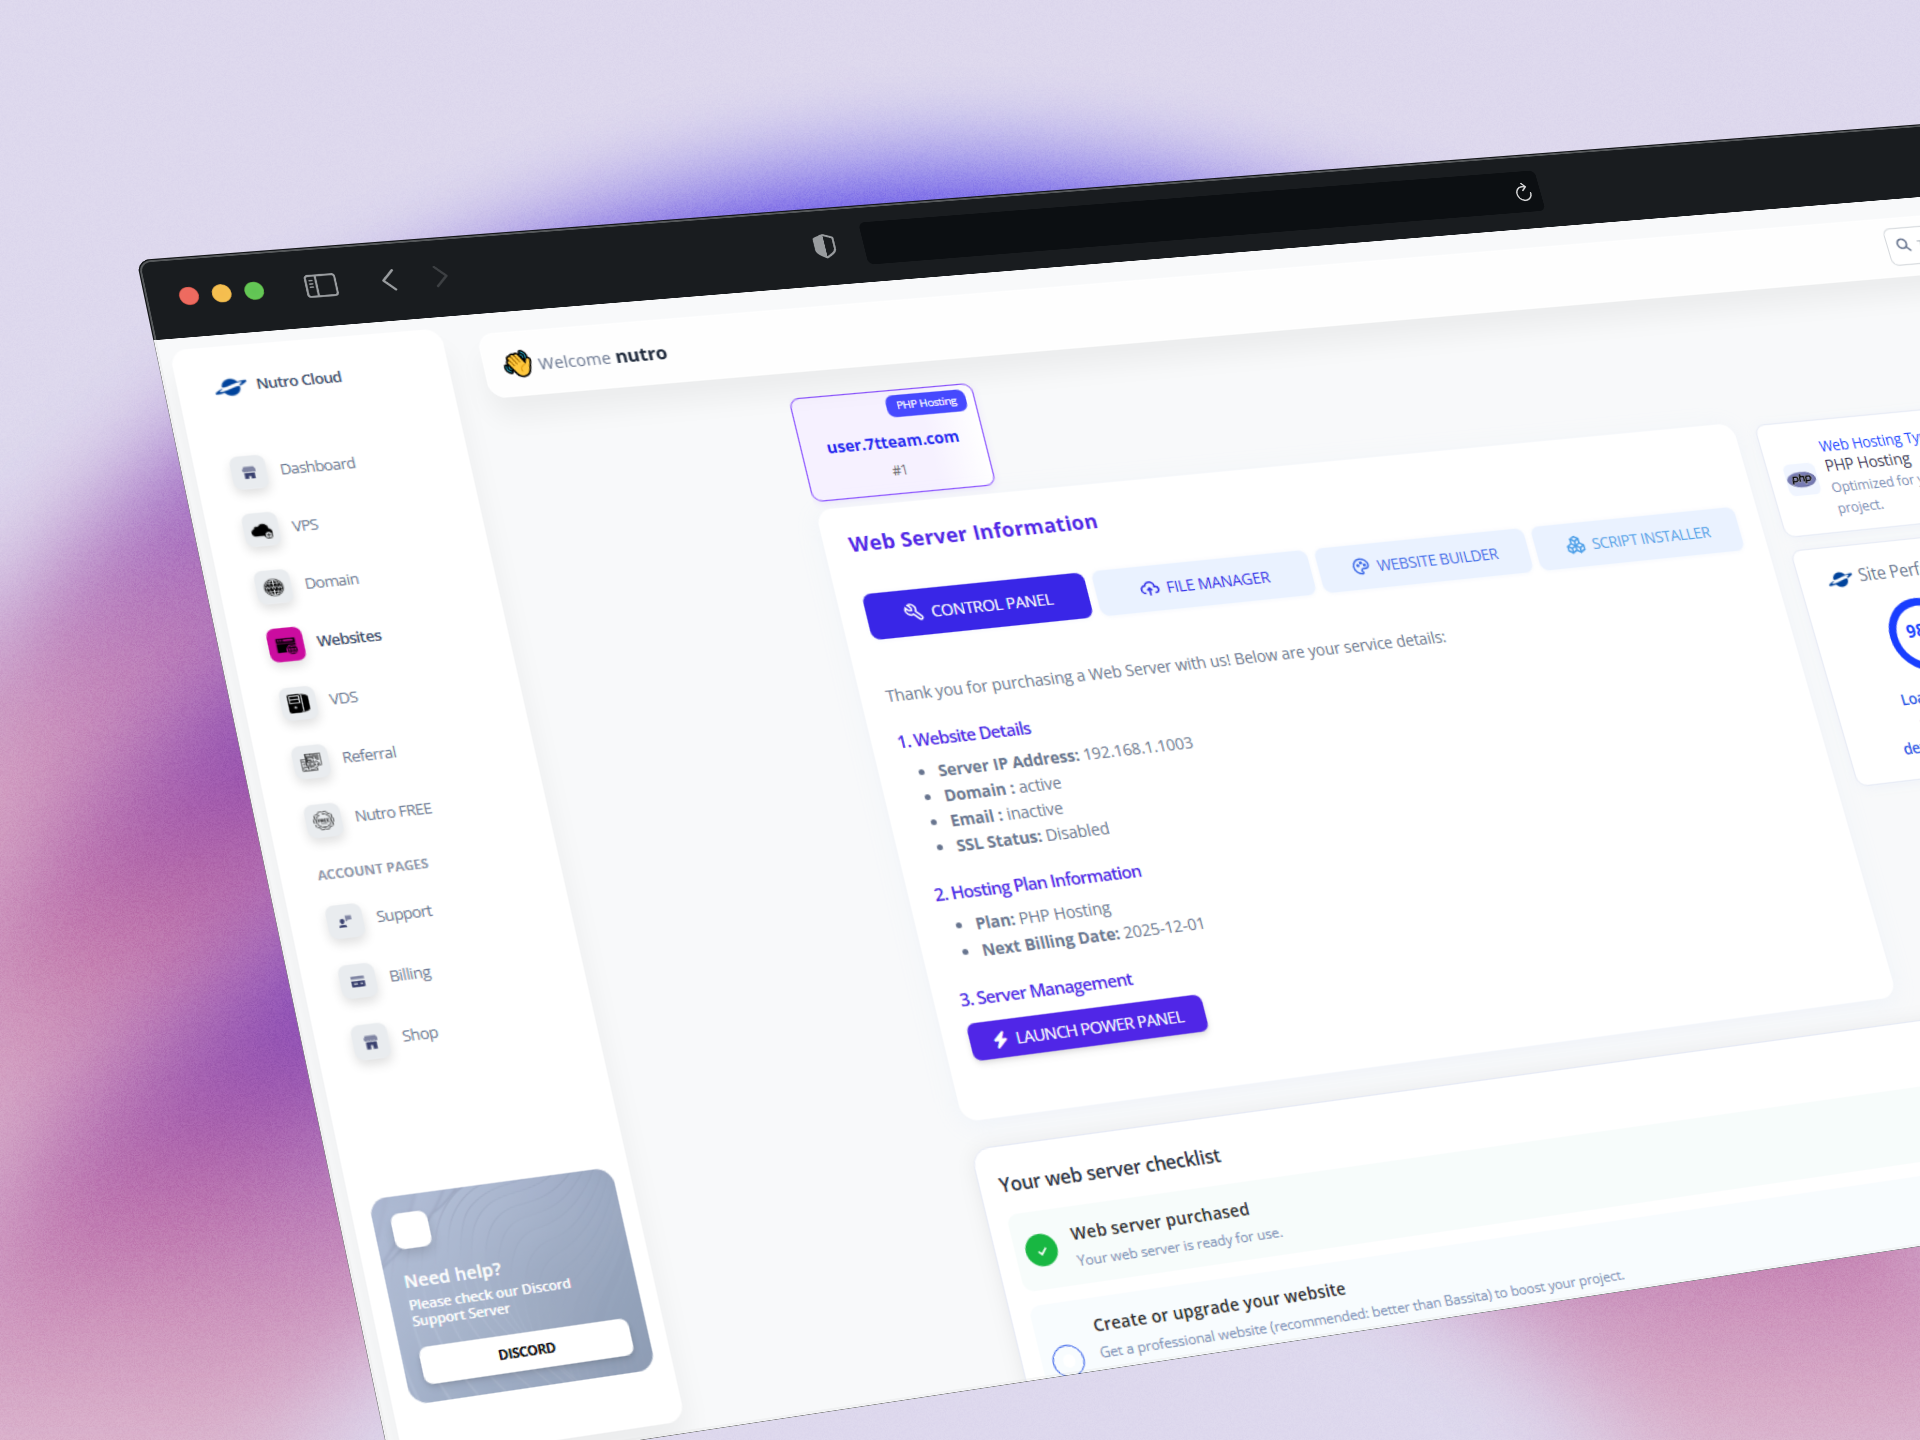 Nutro Cloud
Dashboard
VPS
Domain
Websites
VDS
Referral
Nutro FREE
ACCOUNT PAGES
Support
Billing
Shop
Need help?
Please check our Discord
Support Server
DISCORD
Welcome nutro
PHP Hosting
user.7tteam.com
#1
Web Server Information
CONTROL PANEL
FILE MANAGER
WEBSITE BUILDER
SCRIPT INSTALLER
Thank you for purchasing a Web Server with us! Below are your service details:
1. Website Details
Server IP Address: 192.168.1.1003
Domain : active
Email : inactive
SSL Status: Disabled
2. Hosting Plan Information
Plan: PHP Hosting
Next Billing Date: 2025-12-01
3. Server Management
LAUNCH POWER PANEL
Your web server checklist
Web server purchased
Your web server is ready for use.
Create or upgrade your website
Get a professional website (recommended: better than Bassita) to boost your project.
php
Web Hosting Ty
PHP Hosting
Optimized for y
project.
Site Perf
98
Loa
de